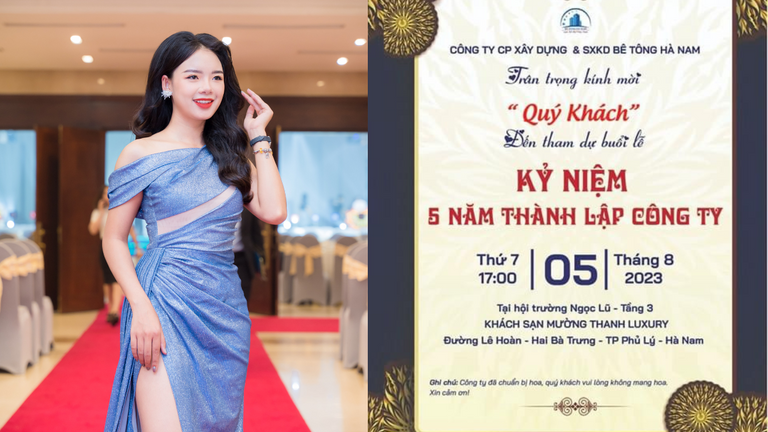 CÔNG TY CP XÂY DỰNG & SXKD BÊ TÔNG HÀ NAM
Trân trọng kính mời
“ Quý Khách”
Đến tham dự buổi lễ
KỶ NIỆM
5 NĂM THÀNH LẬP CÔNG TY
Thứ 7
17:00
05
Tháng 8
2023
Tại hội trường Ngọc Lũ - Tầng 3
KHÁCH SẠN MƯỜNG THANH LUXURY
Đường Lê Hoàn - Hai Bà Trưng - TP Phủ Lý - Hà Nam
Ghi chú: Công ty đã chuẩn bị hoa, quý khách vui lòng không mang hoa.
Xin cảm ơn!